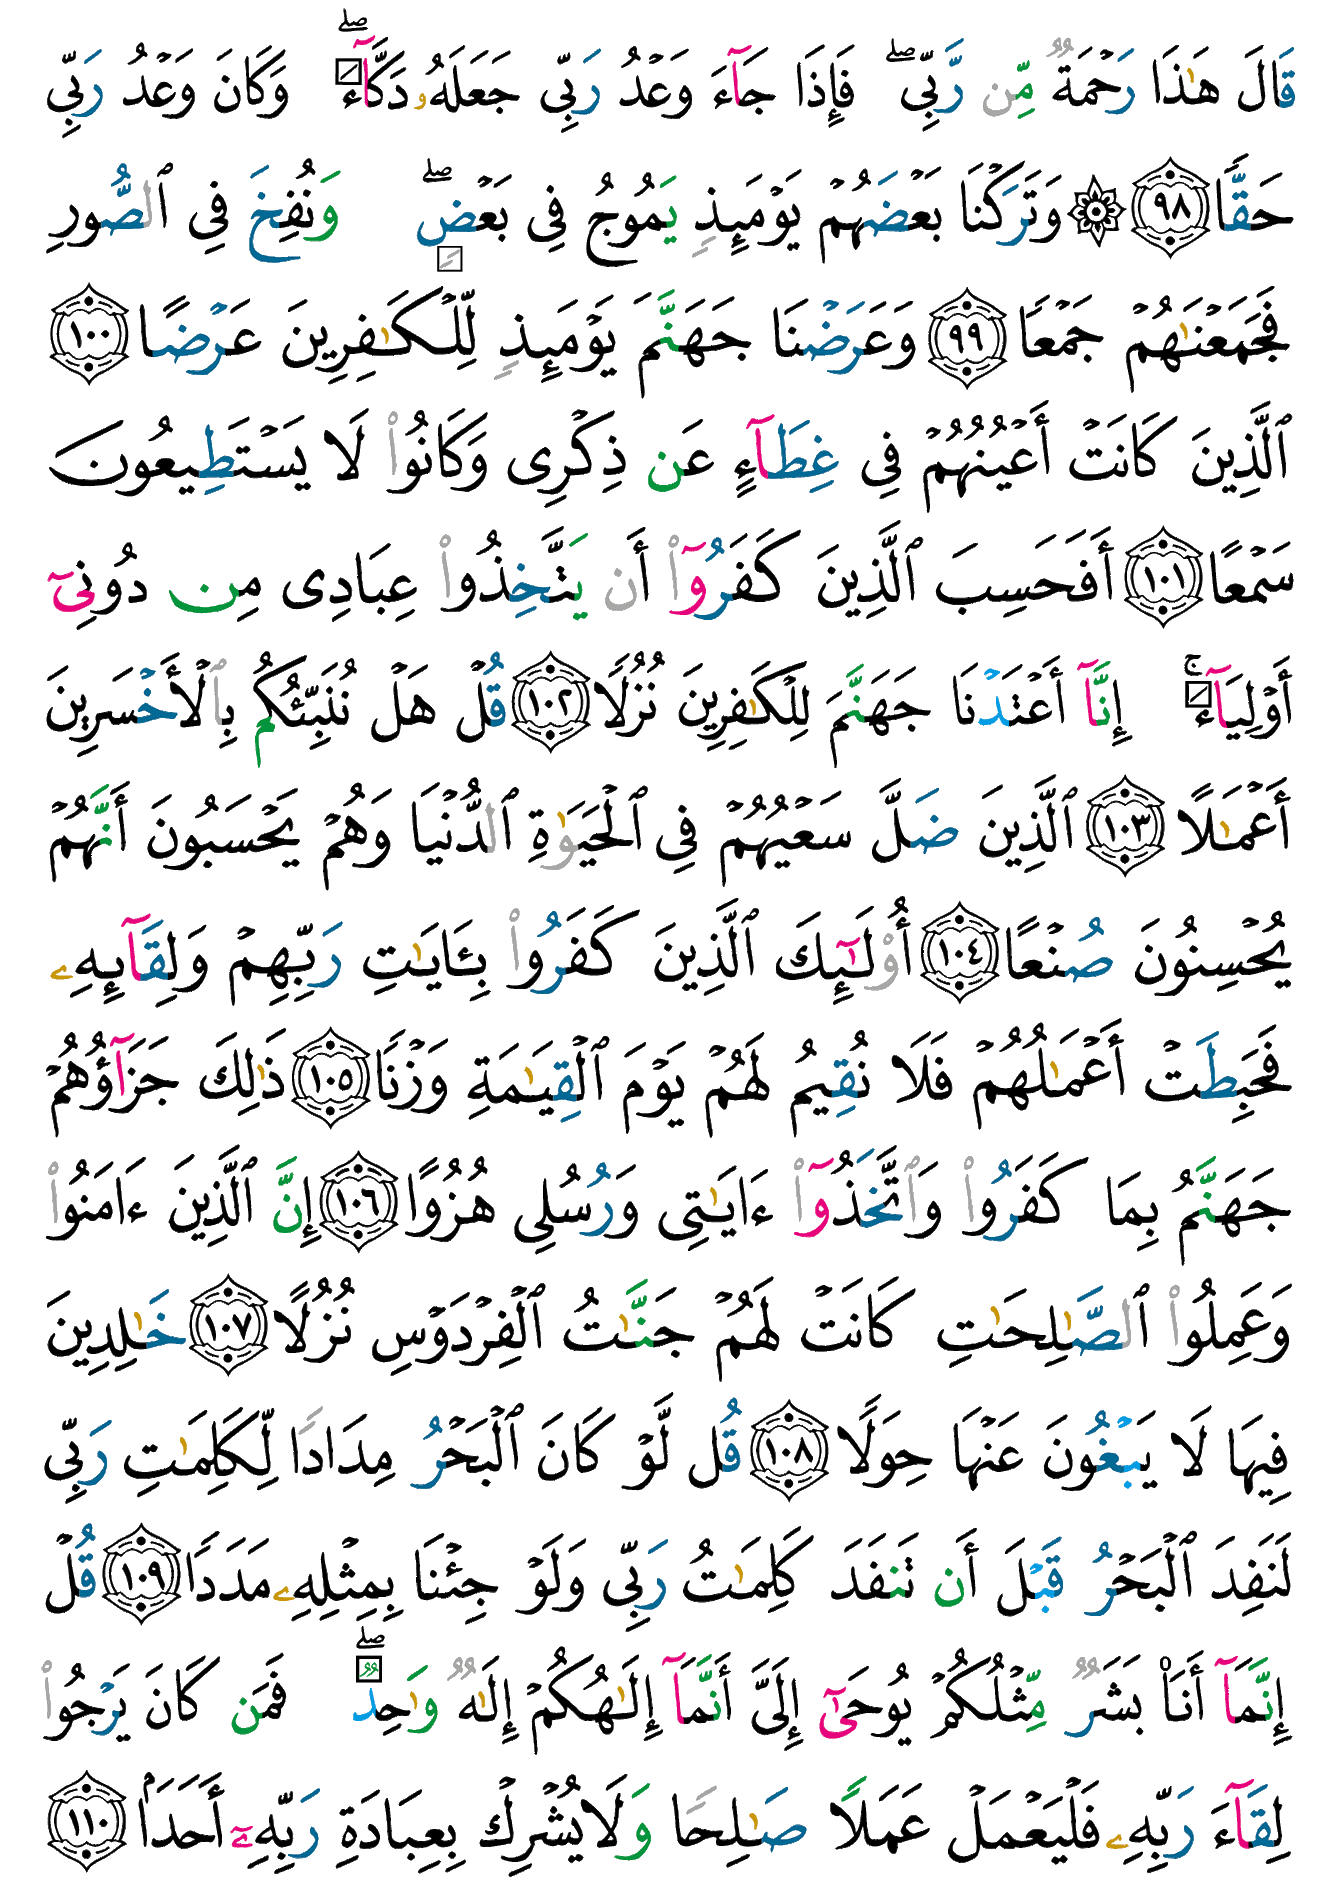 قَالَ هَٰذَا رَحْمَةٌ مِّن رَّبِّي ۖ فَإِذَا جَآءَ وَعْدُ رَبِّي جَعَلَهُۥ دَكَّآءَ ۖ وَكَانَ وَعْدُ رَبِّي
حَقًّا ﴿٩٨﴾ ۞ وَتَرَكْنَا بَعْضَهُمْ يَوْمَئِذٍ يَمُوجُ فِي بَعْضٍ ۖ وَنُفِخَ فِي ٱلصُّورِ
فَجَمَعْنَٰهُمْ جَمْعًا ﴿٩٩﴾ وَعَرَضْنَا جَهَنَّمَ يَوْمَئِذٍ لِّلْكَٰفِرِينَ عَرْضًا ﴿١٠٠﴾
ٱلَّذِينَ كَانَتْ أَعْيُنُهُمْ فِي غِطَآءٍ عَن ذِكْرِي وَكَانُوا۟ لَا يَسْتَطِيعُونَ
سَمْعًا ﴿١٠١﴾ أَفَحَسِبَ ٱلَّذِينَ كَفَرُوٓا۟ أَن يَتَّخِذُوا۟ عِبَادِي مِن دُونِيٓ
أَوْلِيَآءَ ۚ إِنَّآ أَعْتَدْنَا جَهَنَّمَ لِلْكَٰفِرِينَ نُزُلًا ﴿١٠٢﴾ قُلْ هَلْ نُنَبِّئُكُم بِٱلْأَخْسَرِينَ
أَعْمَٰلًا ﴿١٠٣﴾ ٱلَّذِينَ ضَلَّ سَعْيُهُمْ فِي ٱلْحَيَوٰةِ ٱلدُّنْيَا وَهُمْ يَحْسَبُونَ أَنَّهُمْ
يُحْسِنُونَ صُنْعًا ﴿١٠٤﴾ أُو۟لَٰٓئِكَ ٱلَّذِينَ كَفَرُوا۟ بِـَٔايَٰتِ رَبِّهِمْ وَلِقَآئِهِۦ
فَحَبِطَتْ أَعْمَٰلُهُمْ فَلَا نُقِيمُ لَهُمْ يَوْمَ ٱلْقِيَٰمَةِ وَزْنًا ﴿١٠٥﴾ ذَٰلِكَ جَزَآؤُهُمْ
جَهَنَّمُ بِمَا كَفَرُوا۟ وَٱتَّخَذُوٓا۟ ءَايَٰتِي وَرُسُلِي هُزُوًا ﴿١٠٦﴾ إِنَّ ٱلَّذِينَ ءَامَنُوا۟
وَعَمِلُوا۟ ٱلصَّٰلِحَٰتِ كَانَتْ لَهُمْ جَنَّٰتُ ٱلْفِرْدَوْسِ نُزُلًا ﴿١٠٧﴾ خَٰلِدِينَ
فِيهَا لَا يَبْغُونَ عَنْهَا حِوَلًا ﴿١٠٨﴾ قُل لَّوْ كَانَ ٱلْبَحْرُ مِدَادًا لِّكَلِمَٰتِ رَبِّي
لَنَفِدَ ٱلْبَحْرُ قَبْلَ أَن تَنفَدَ كَلِمَٰتُ رَبِّي وَلَوْ جِئْنَا بِمِثْلِهِۦ مَدَدًا ﴿١٠٩﴾ قُلْ
إِنَّمَآ أَنَا۠ بَشَرٌ مِّثْلُكُمْ يُوحَىٰٓ إِلَيَّ أَنَّمَآ إِلَٰهُكُمْ إِلَٰهٌ وَٰحِدٌ ۖ فَمَن كَانَ يَرْجُوا۟
لِقَآءَ رَبِّهِۦ فَلْيَعْمَلْ عَمَلًا صَٰلِحًا وَلَا يُشْرِكْ بِعِبَادَةِ رَبِّهِۦٓ أَحَدًۢا ﴿١١٠﴾